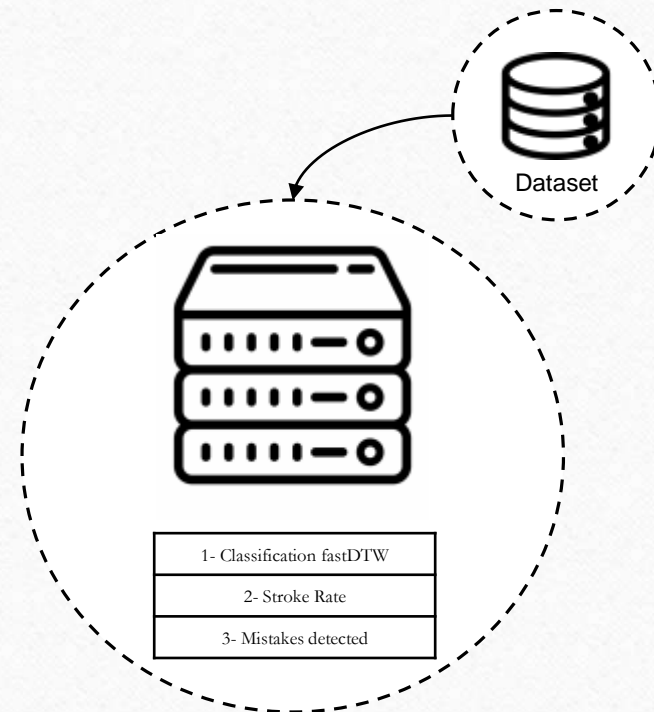 Dataset
1- Classification fastDTW
2- Stroke Rate
3- Mistakes detected